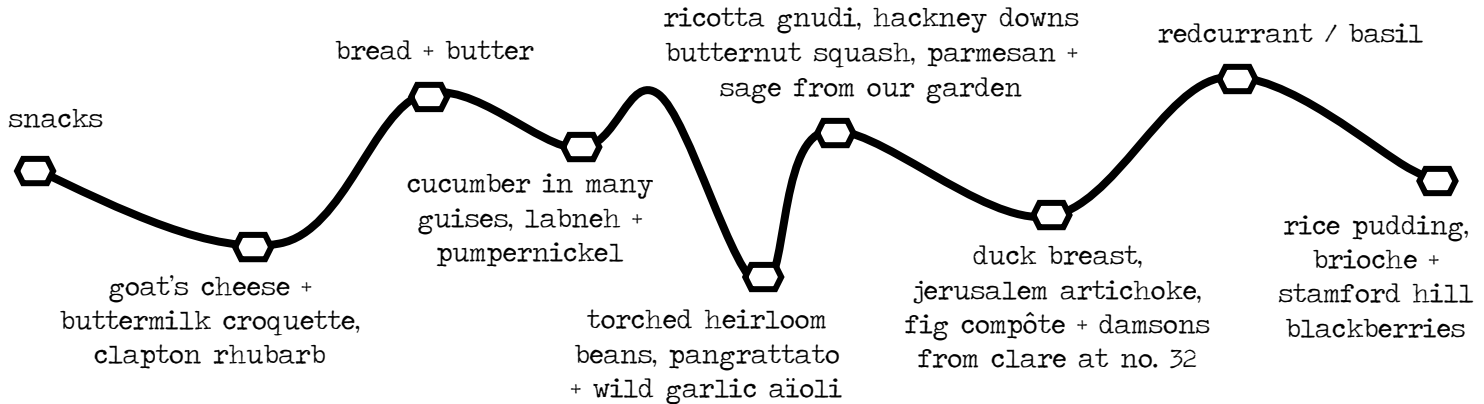 snacks
goat's cheese +
buttermilk croquette,
clapton rhubarb
bread + butter
cucumber in many
guises, labneh +
pumpernickel
torched heirloom
beans, pangrattato
+ wild garlic aïoli
ricotta gnudi, hackney downs
butternut squash, parmesan +
sage from our garden
duck breast,
jerusalem artichoke,
fig compôte + damsons
from clare at no. 32
redcurrant / basil
rice pudding,
brioche +
stamford hill
blackberries